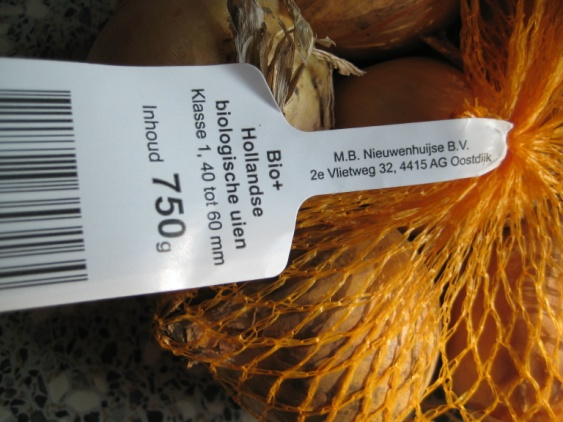 Bio+
Hollandse
biologische uien
Klasse 1, 40 tot 60 mm
Inhoud 750g
M.B. Nieuwenhuijse B.V.
2e Vlietweg 32, 4415 AG Oostdijk